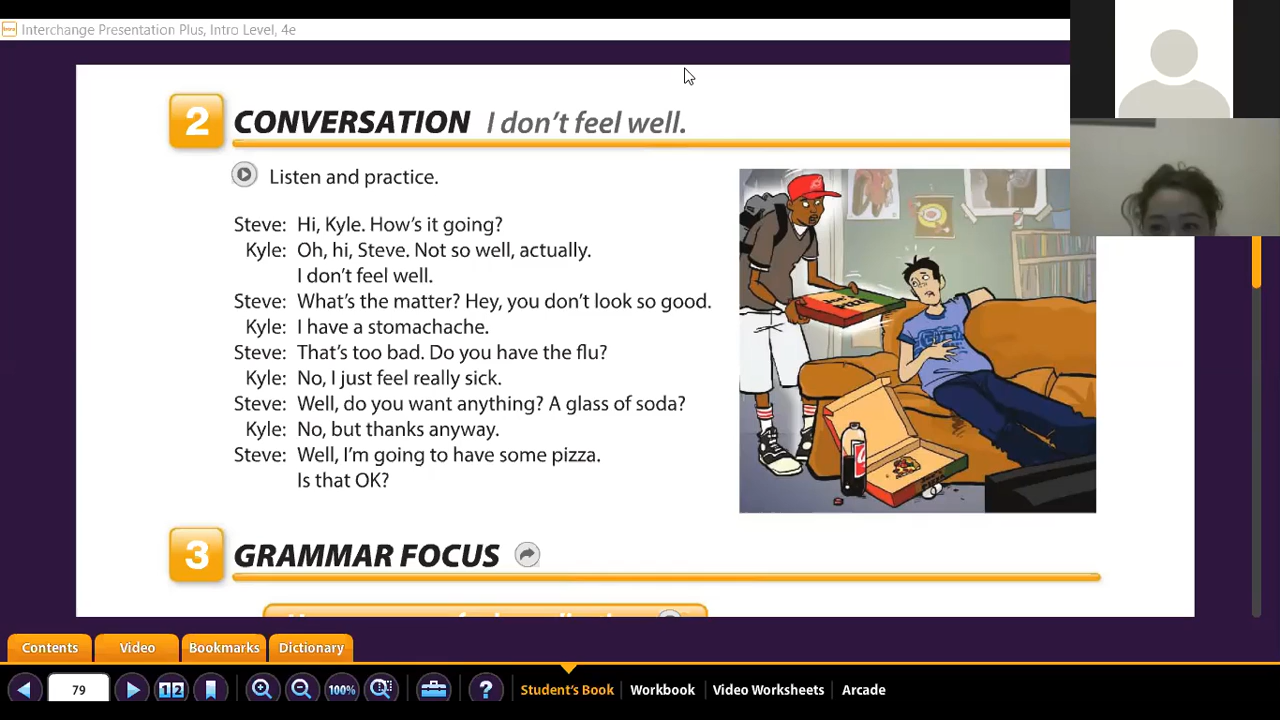 Interchange Presentation Plus, Intro Level, 4e
2 CONVERSATION I don't feel well.
Listen and practice.
Steve: Hi, Kyle. How's it going?
Kyle: Oh, hi, Steve. Not so well, actually.
I don't feel well.
Steve: What's the matter? Hey, you don't look so good.
Kyle: I have a stomachache.
Steve: That's too bad. Do you have the flu?
Kyle: No, I just feel really sick.
Steve: Well, do you want anything? A glass of soda?
Kyle: No, but thanks anyway.
Steve: Well, I'm going to have some pizza.
Is that OK?
3 GRAMMAR FOCUS
Contents Video Bookmarks Dictionary
79 1 2 100% ? Student's Book Workbook Video Worksheets Arcade